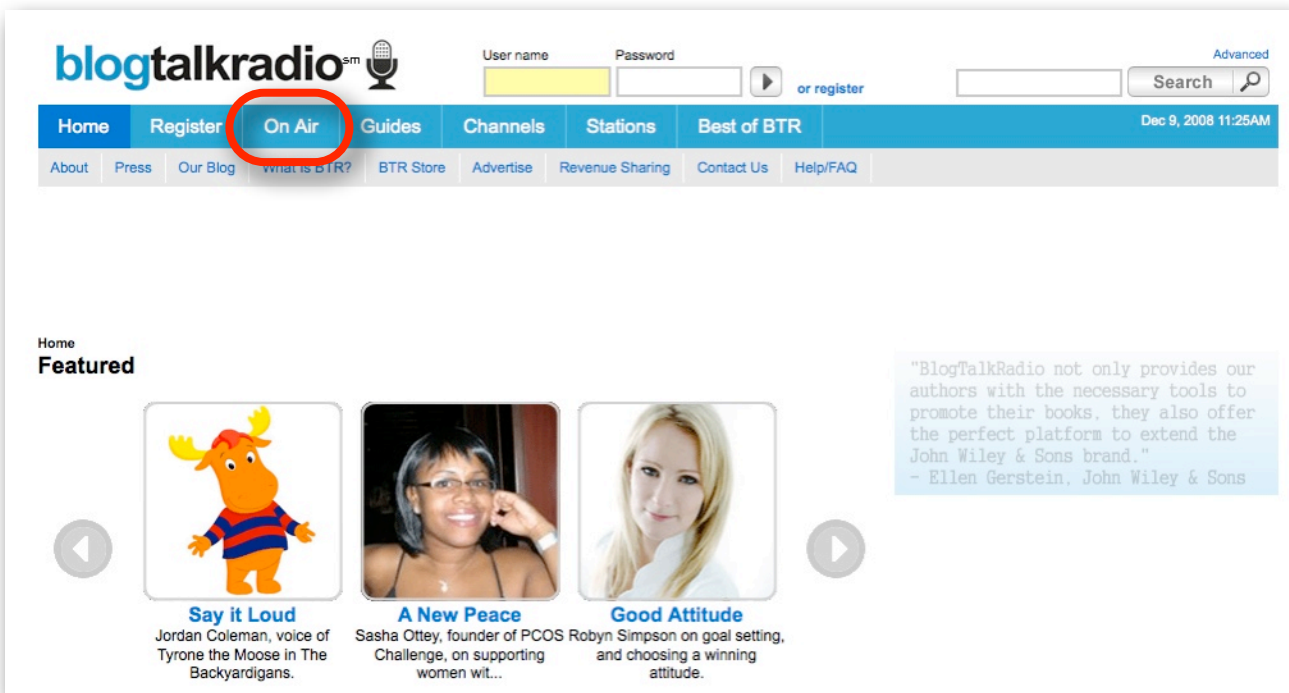 blogtalkradio sm
User name
Password
or register
Advanced
Search
Home Register On Air Guides Channels Stations Best of BTR
Dec 9, 2008 11:25AM
About Press Our Blog What is BTR? BTR Store Advertise Revenue Sharing Contact Us Help/FAQ
Home
Featured
"BlogTalkRadio not only provides our
authors with the necessary tools to
promote their books, they also offer
the perfect platform to extend the
John Wiley & Sons brand."
- Ellen Gerstein, John Wiley & Sons
Say it Loud
Jordan Coleman, voice of
Tyrone the Moose in The
Backyardigans.
A New Peace
Sasha Ottey, founder of PCOS
Challenge, on supporting
women wit...
Good Attitude
Robyn Simpson on goal setting,
and choosing a winning
attitude.